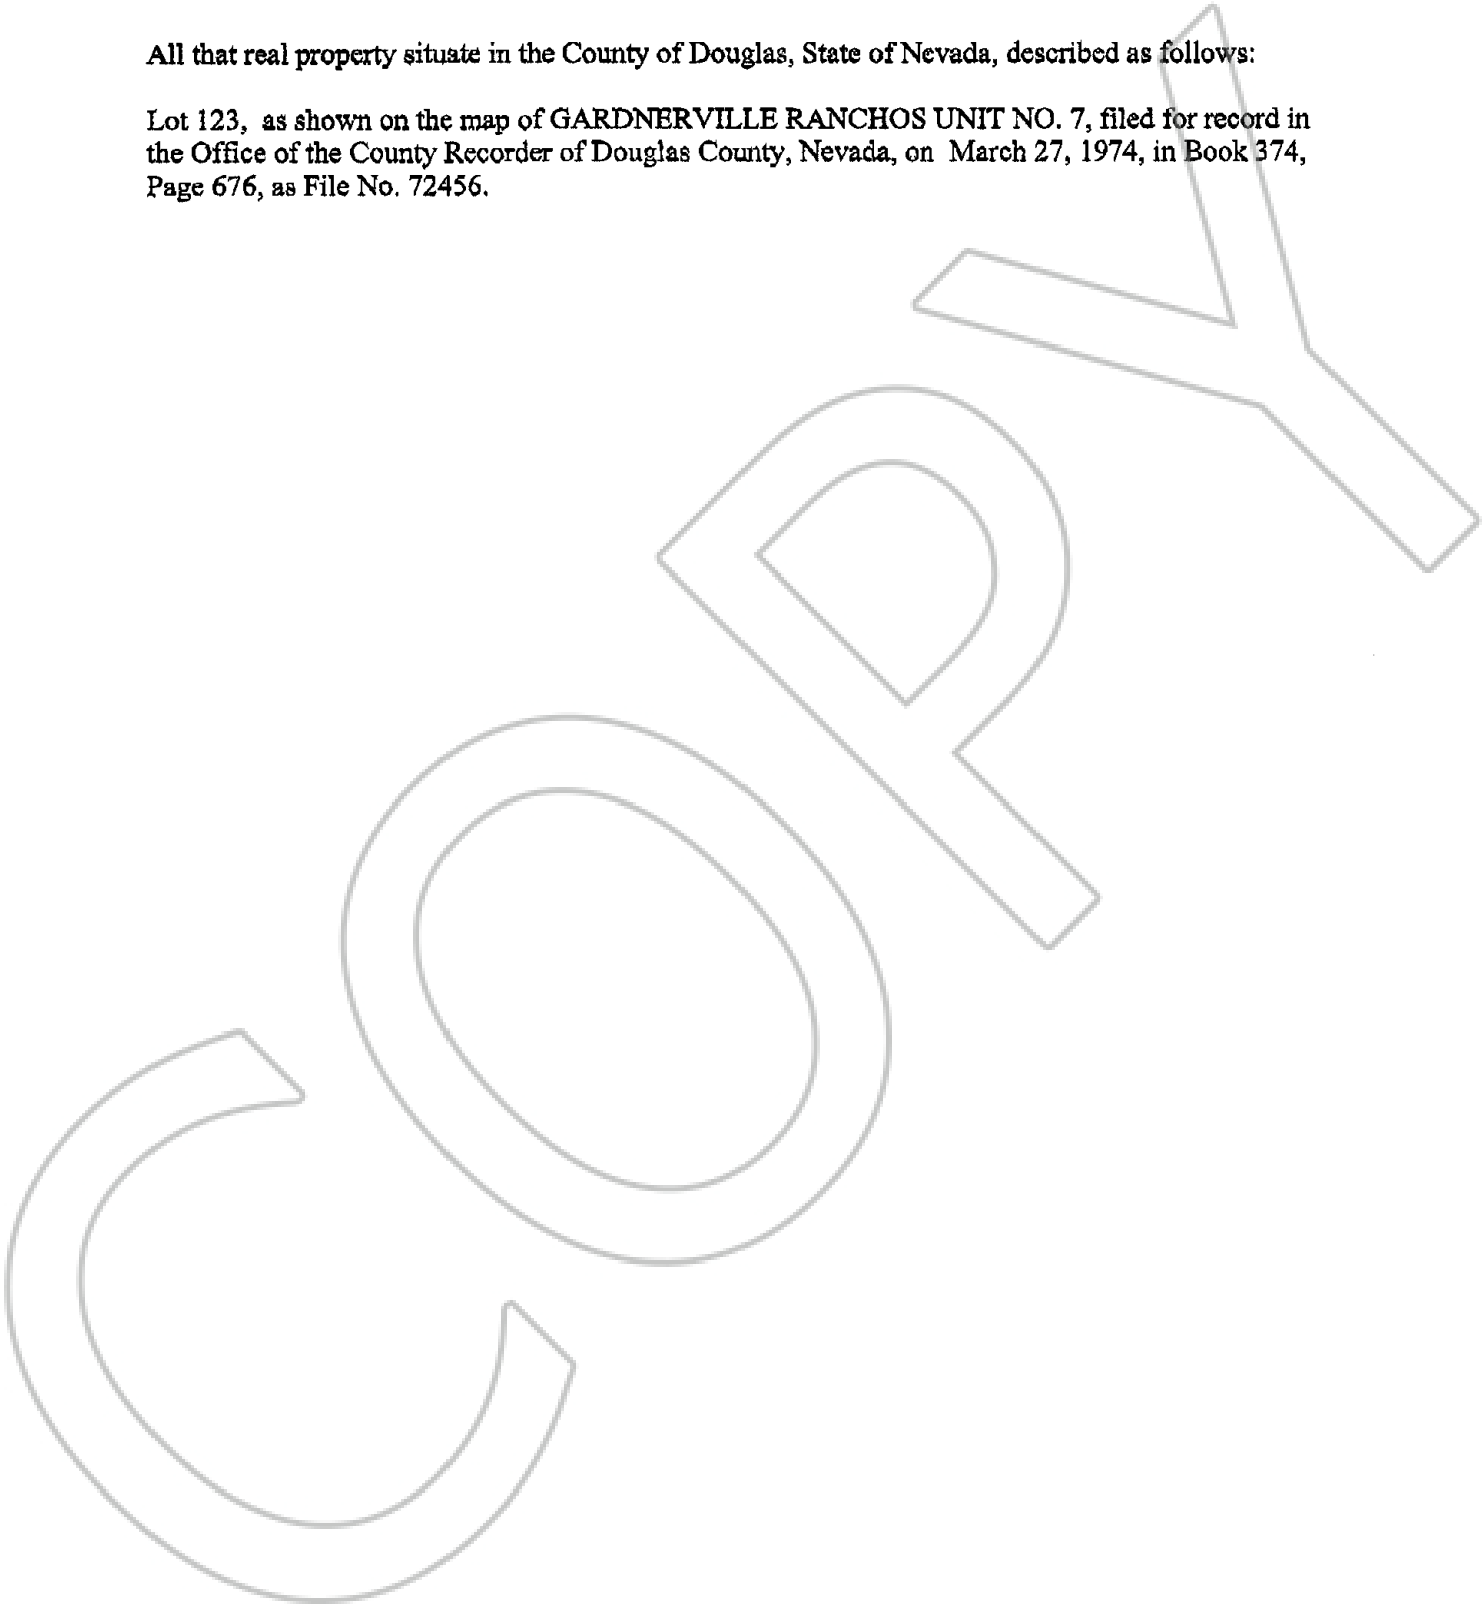 All that real property situate in the County of Douglas, State of Nevada, described as follows:
Lot 123, as shown on the map of GARDNERVILLE RANCHOS UNIT NO. 7, filed for record in
the Office of the County Recorder of Douglas County, Nevada, on March 27, 1974, in Book 374,
Page 676, as File No. 72456.
COPY